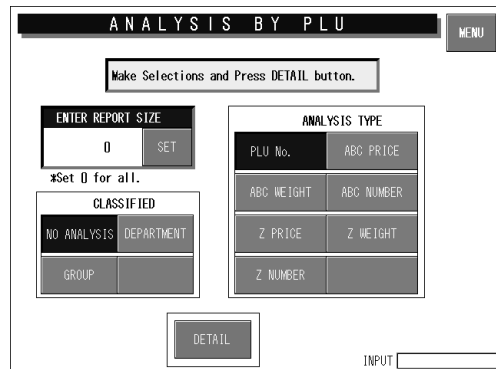 ANALYSIS BY PLU
MENU
Make Selections and Press DETAIL button.
ENTER REPORT SIZE
0 SET
*Set 0 for all.
CLASSIFIED
NO ANALYSIS DEPARTMENT
GROUP
ANALYSIS TYPE
PLU No. ABC PRICE
ABC WEIGHT ABC NUMBER
Z PRICE Z WEIGHT
Z NUMBER
DETAIL
INPUT